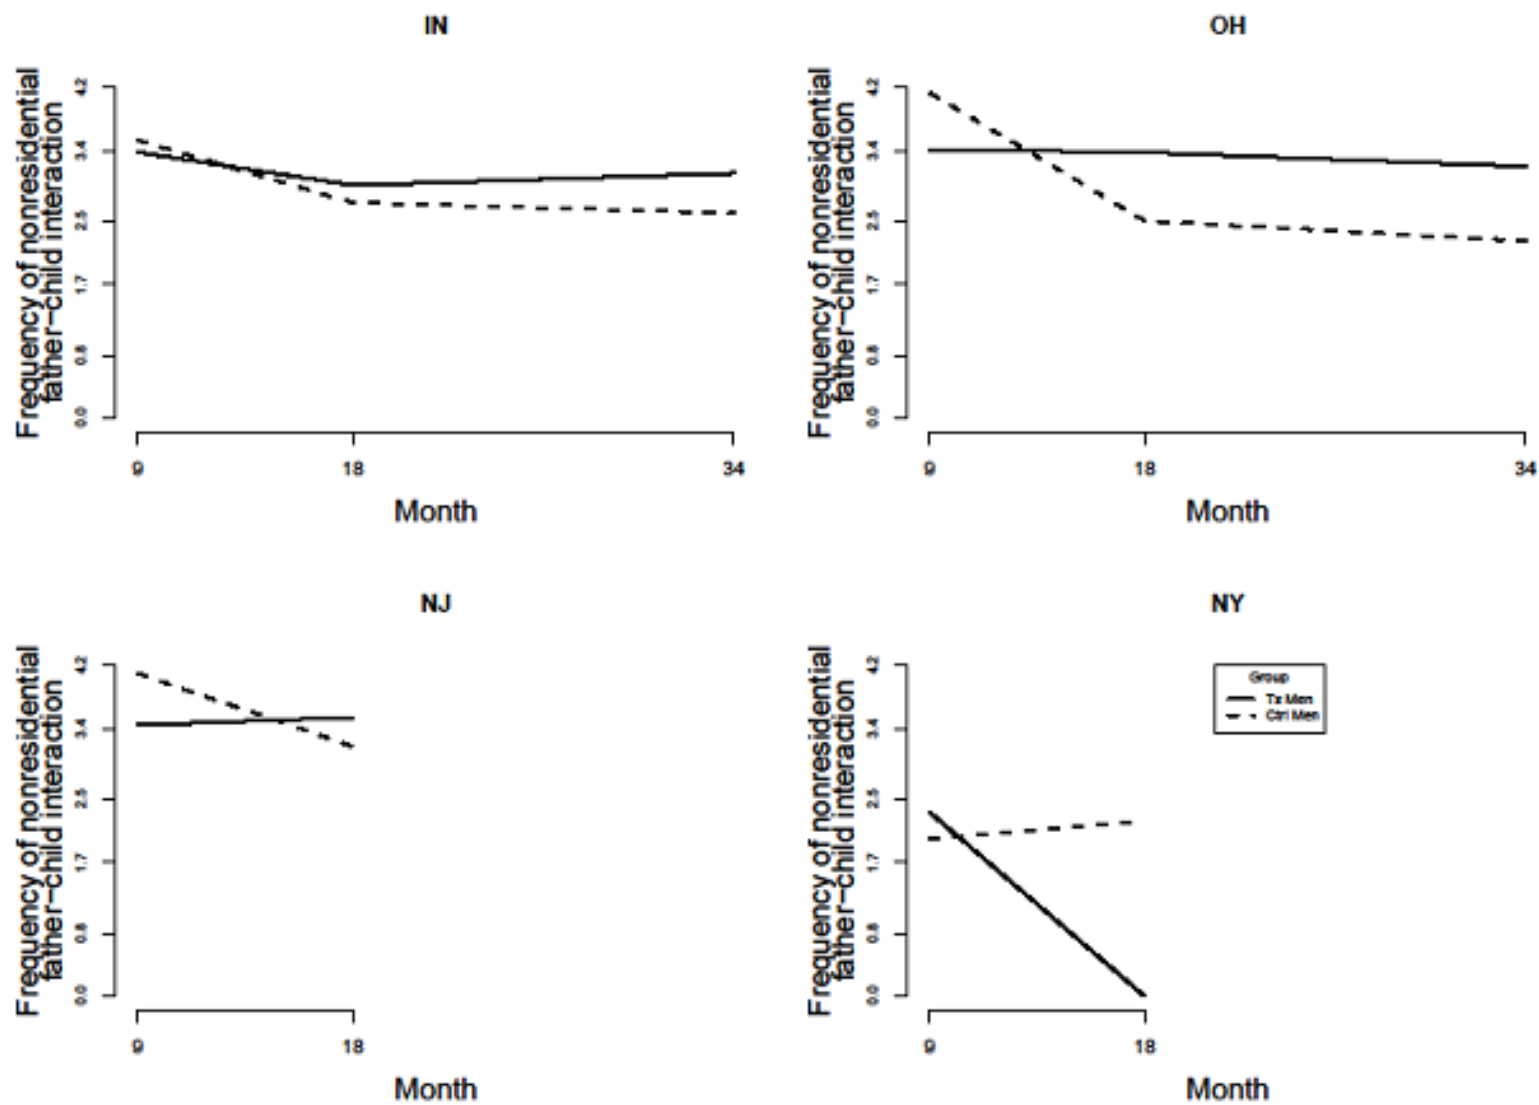 IN
Frequency of nonresidential
father-child interaction
4.2
3.4
2.5
1.7
0.8
0.0
9
18
34
Month
OH
Frequency of nonresidential
father-child interaction
4.2
3.4
2.5
1.7
0.8
0.0
9
18
34
Month
NJ
Frequency of nonresidential
father-child interaction
4.2
3.4
2.5
1.7
0.8
0.0
9
18
Month
NY
Frequency of nonresidential
father-child interaction
4.2
3.4
2.5
1.7
0.8
0.0
Group
Tx Men
Ctrl Men
9
18
Month